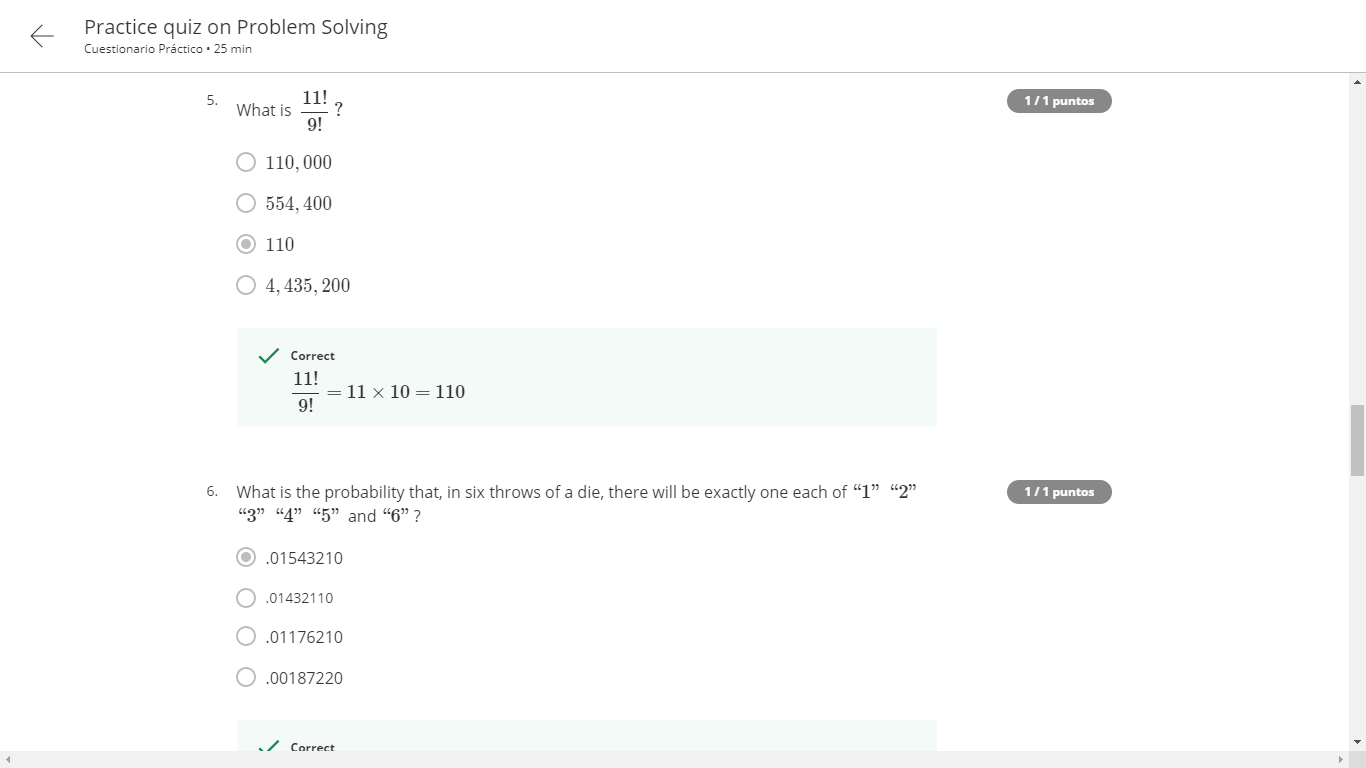 Practice quiz on Problem Solving
Cuestionario Práctico • 25 min
5.
What is 11!/9! ?
1 / 1 puntos
110, 000
554, 400
110
4, 435, 200
Correct
11!/9! = 11 × 10 = 110
6.
What is the probability that, in six throws of a die, there will be exactly one each of “1” “2”
“3” “4” “5” and “6” ?
1 / 1 puntos
.01543210
.01432110
.01176210
.00187220
Correct